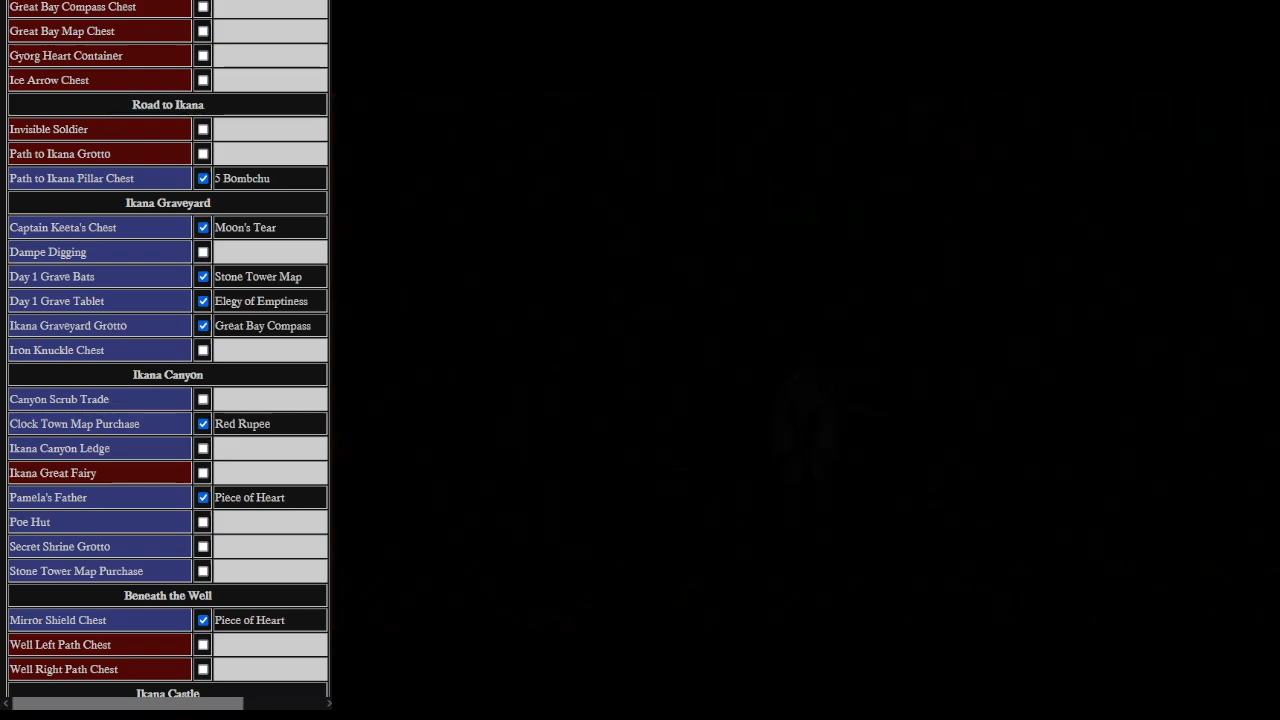 Great Bay Compass Chest
Great Bay Map Chest
Gyorg Heart Container
Ice Arrow Chest
Road to Ikana
Invisible Soldier
Path to Ikana Grotto
Path to Ikana Pillar Chest 5 Bombchu
Ikana Graveyard
Captain Keeta's Chest Moon's Tear
Dampe Digging
Day 1 Grave Bats Stone Tower Map
Day 1 Grave Tablet Elegy of Emptiness
Ikana Graveyard Grotto Great Bay Compass
Iron Knuckle Chest
Ikana Canyon
Canyon Scrub Trade
Clock Town Map Purchase Red Rupee
Ikana Canyon Ledge
Ikana Great Fairy
Pamela's Father Piece of Heart
Poe Hut
Secret Shrine Grotto
Stone Tower Map Purchase
Beneath the Well
Mirror Shield Chest Piece of Heart
Well Left Path Chest
Well Right Path Chest
Ikana Castle